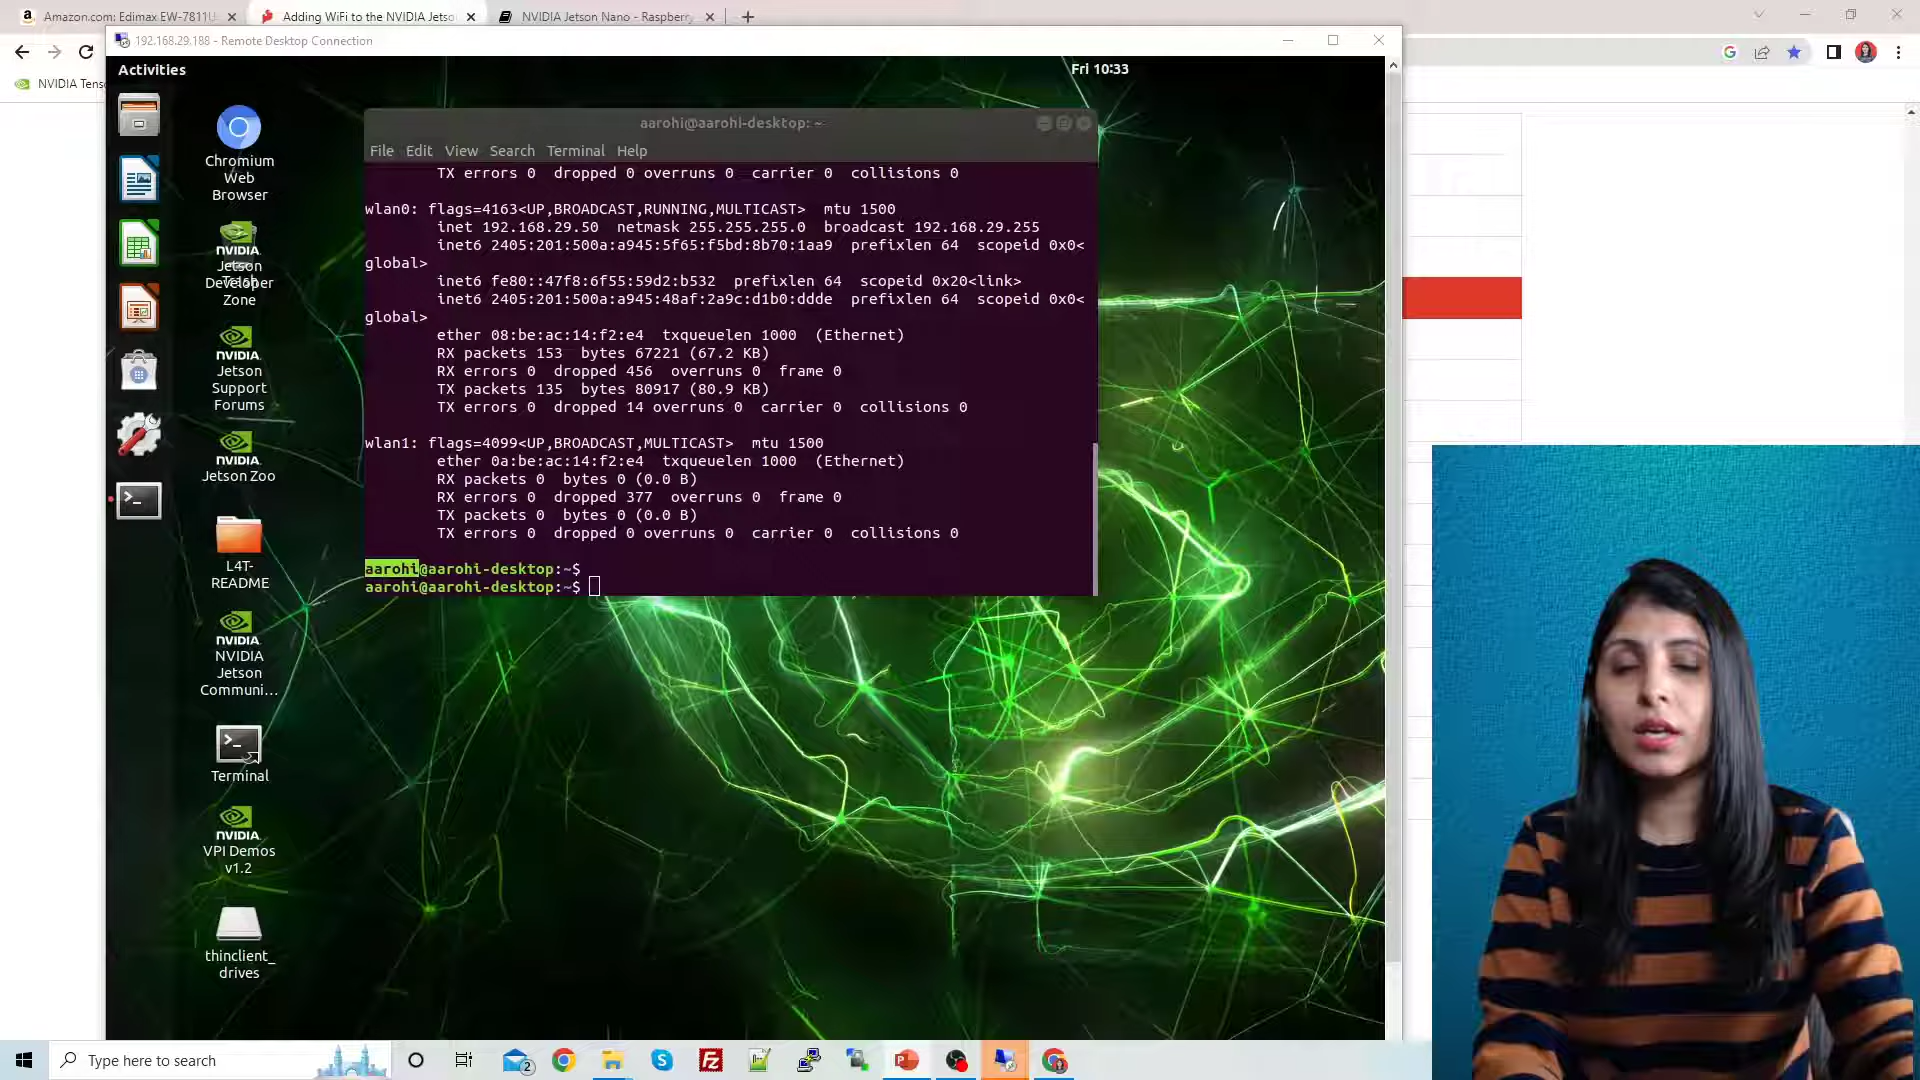 Amazon.com: Edimax EW-7811U
Adding WiFi to the NVIDIA Jetso
NVIDIA Jetson Nano - Raspberry
192.168.29.188 - Remote Desktop Connection
NVIDIA Tenso
Activities
Fri 10:33
aarohi@aarohi-desktop: ~
File Edit View Search Terminal Help
TX errors 0  dropped 0 overruns 0  carrier 0  collisions 0
wlan0: flags=4163<UP,BROADCAST,RUNNING,MULTICAST>  mtu 1500
inet 192.168.29.50  netmask 255.255.255.0  broadcast 192.168.29.255
inet6 2405:201:500a:a945:5f65:f5bd:8b70:1aa9  prefixlen 64  scopeid 0x0<
global>
inet6 fe80::47f8:6f55:59d2:b532  prefixlen 64  scopeid 0x20<link>
inet6 2405:201:500a:a945:48af:2a9c:d1b0:ddde  prefixlen 64  scopeid 0x0<
global>
ether 08:be:ac:14:f2:e4  txqueuelen 1000  (Ethernet)
RX packets 153  bytes 67221 (67.2 KB)
RX errors 0  dropped 456  overruns 0  frame 0
TX packets 135  bytes 80917 (80.9 KB)
TX errors 0  dropped 14 overruns 0  carrier 0  collisions 0
wlan1: flags=4099<UP,BROADCAST,MULTICAST>  mtu 1500
ether 0a:be:ac:14:f2:e4  txqueuelen 1000  (Ethernet)
RX packets 0  bytes 0 (0.0 B)
RX errors 0  dropped 377  overruns 0  frame 0
TX packets 0  bytes 0 (0.0 B)
TX errors 0  dropped 0 overruns 0  carrier 0  collisions 0
aarohi@aarohi-desktop:~$
aarohi@aarohi-desktop:~$
Chromium
Web
Browser
NVIDIA
Jetson
Developer
Zone
NVIDIA
Jetson
Support
Forums
NVIDIA
Jetson Zoo
L4T-
README
NVIDIA
NVIDIA
Jetson
Communi...
Terminal
NVIDIA
VPI Demos
v1.2
thinclient_
drives
Type here to search
2